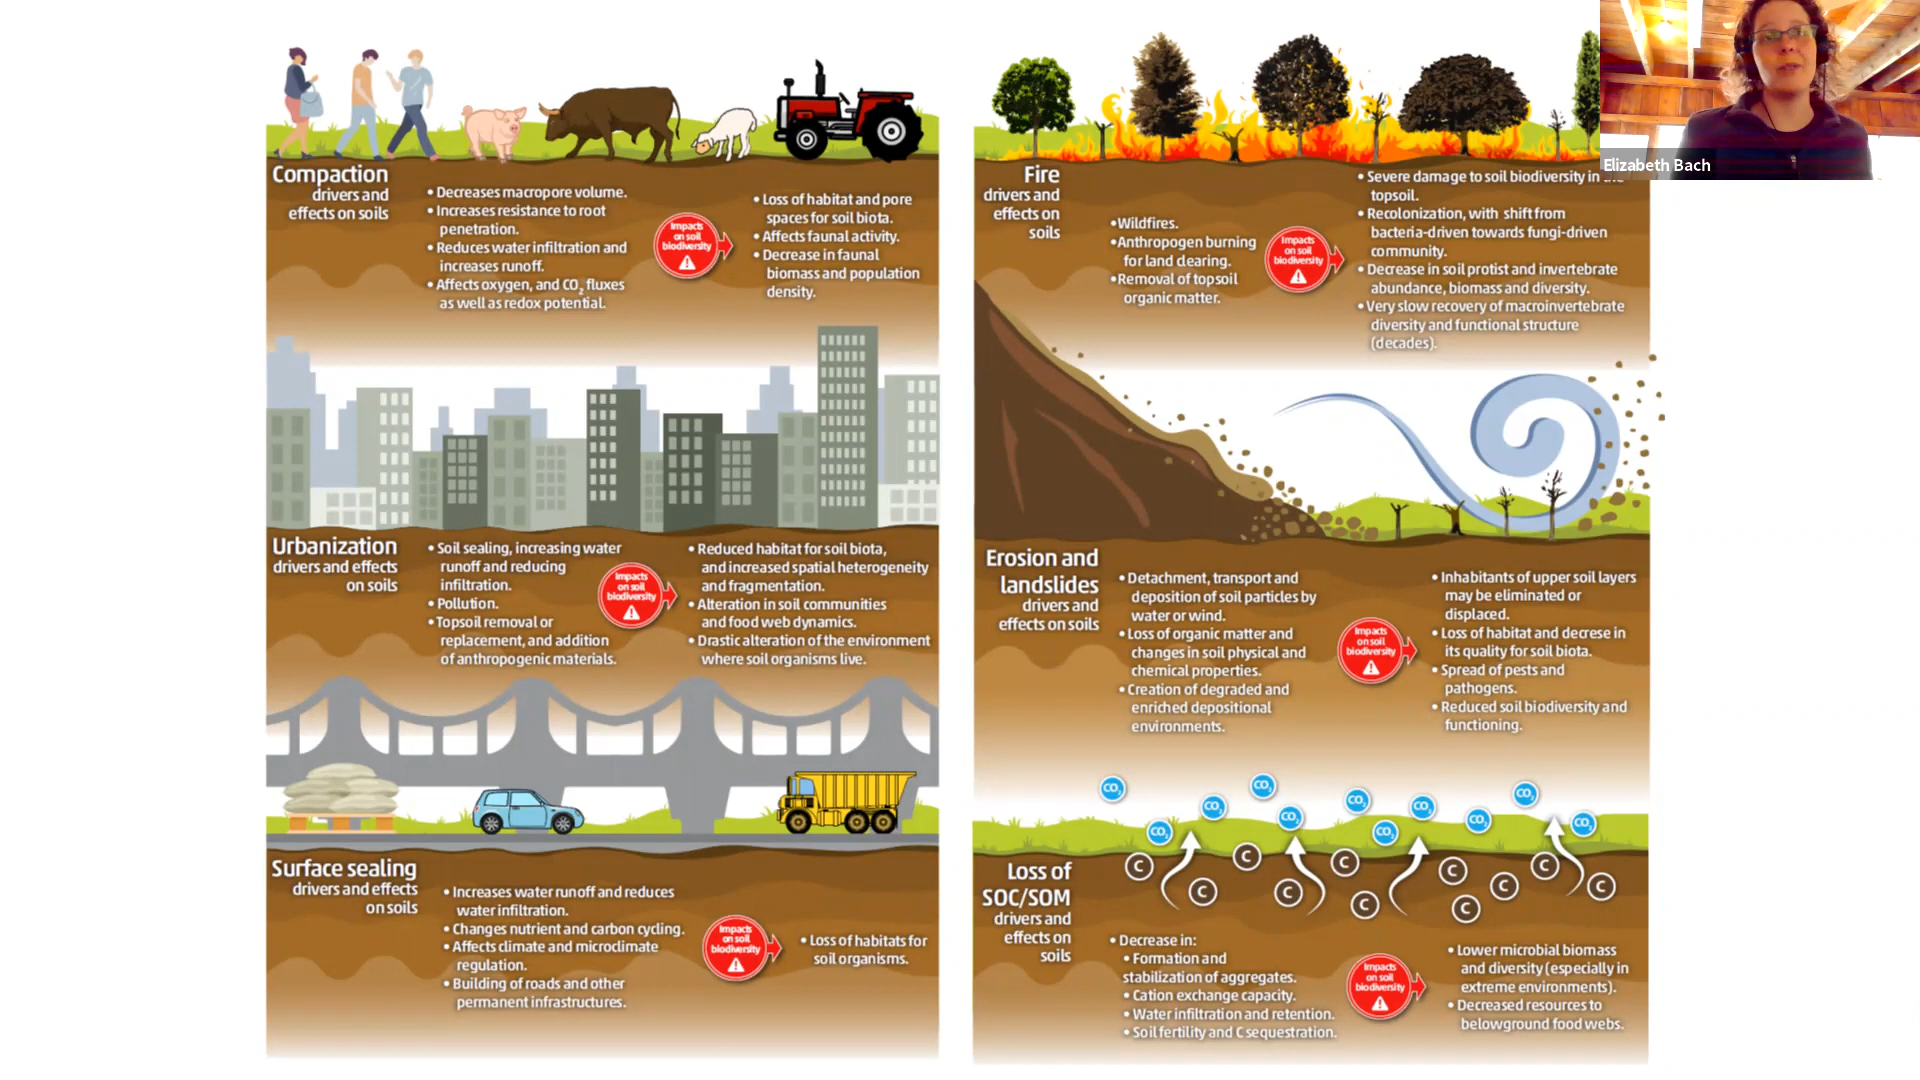 Elizabeth Bach
Compaction
drivers and
effects on soils
• Decreases macropore volume.
• Increases resistance to root
penetration.
• Reduces water infiltration and
increases runoff.
• Affects oxygen, and CO₂ fluxes
as well as redox potential.
Impacts
on soil
biodiversity
• Loss of habitat and pore
spaces for soil biota.
• Affects faunal activity.
• Decrease in faunal
biomass and population
density.
Urbanization
drivers and effects
on soils
• Soil sealing, increasing water
runoff and reducing
infiltration.
• Pollution.
• Topsoil removal or
replacement, and addition
of anthropogenic materials.
Impacts
on soil
biodiversity
• Reduced habitat for soil biota,
and increased spatial heterogeneity
and fragmentation.
• Alteration in soil communities
and food web dynamics.
• Drastic alteration of the environment
where soil organisms live.
Surface sealing
drivers and effects
on soils
• Increases water runoff and reduces
water infiltration.
• Changes nutrient and carbon cycling.
• Affects climate and microclimate
regulation.
• Building of roads and other
permanent infrastructures.
Impacts
on soil
biodiversity
• Loss of habitats for
soil organisms.
Fire
drivers and
effects on
soils
• Wildfires.
• Anthropogen burning
for land clearing.
• Removal of topsoil
organic matter.
Impacts
on soil
biodiversity
• Severe damage to soil biodiversity in
topsoil.
• Recolonization, with shift from
bacteria-driven towards fungi-driven
community.
• Decrease in soil protist and invertebrate
abundance, biomass and diversity.
• Very slow recovery of macroinvertebrate
diversity and functional structure
(decades).
Erosion and
landslides
drivers and
effects on soils
• Detachment, transport and
deposition of soil particles by
water or wind.
• Loss of organic matter and
changes in soil physical and
chemical properties.
• Creation of degraded and
enriched depositional
environments.
Impacts
on soil
biodiversity
• Inhabitants of upper soil layers
may be eliminated or
displaced.
• Loss of habitat and decrese in
its quality for soil biota.
• Spread of pests and
pathogens.
• Reduced soil biodiversity and
functioning.
CO₂ CO₂ CO₂ CO₂ CO₂ CO₂ CO₂ CO₂ CO₂ CO₂ CO₂
C C C C C C C C C C
Loss of
SOC/SOM
drivers and
effects on
soils
• Decrease in:
• Formation and
stabilization of aggregates.
• Cation exchange capacity.
• Water infiltration and retention.
• Soil fertility and C sequestration.
Impacts
on soil
biodiversity
• Lower microbial biomass
and diversity (especially in
extreme environments).
• Decreased resources to
belowground food webs.